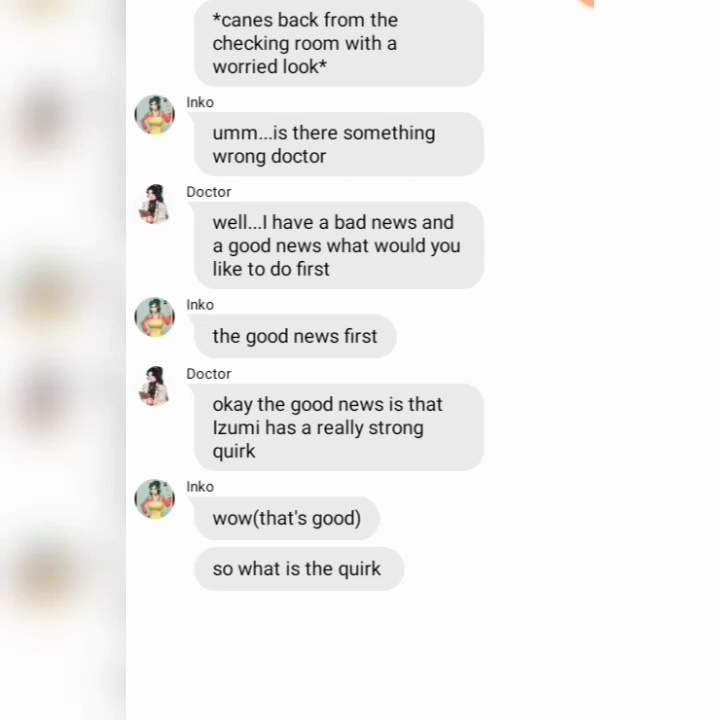 *canes back from the
checking room with a
worried look*
Inko
umm...is there something
wrong doctor
Doctor
well...I have a bad news and
a good news what would you
like to do first
Inko
the good news first
Doctor
okay the good news is that
Izumi has a really strong
quirk
Inko
wow(that's good)
so what is the quirk